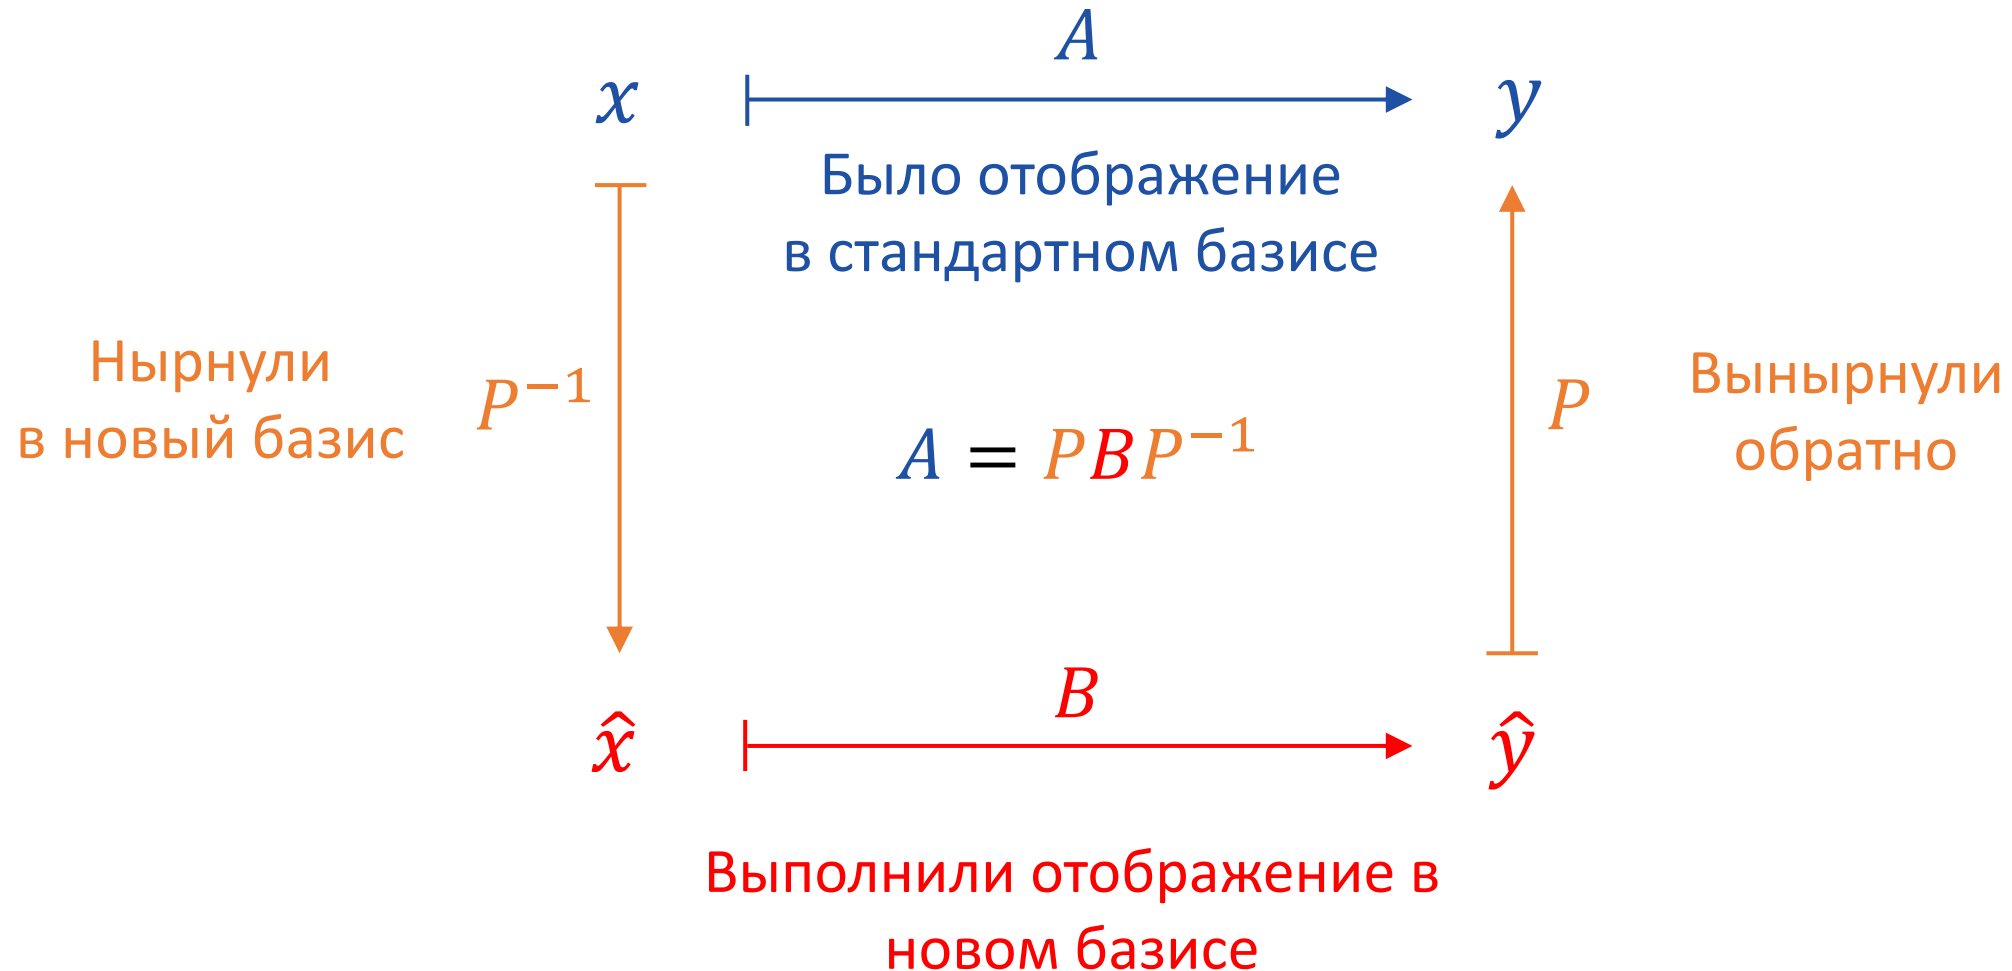 A
x
y
Было отображение
в стандартном базисе
Нырнули
в новый базис
P⁻¹
A = PBP⁻¹
P
Вынырнули
обратно
B
x̂
ŷ
Выполнили отображение в
новом базисе